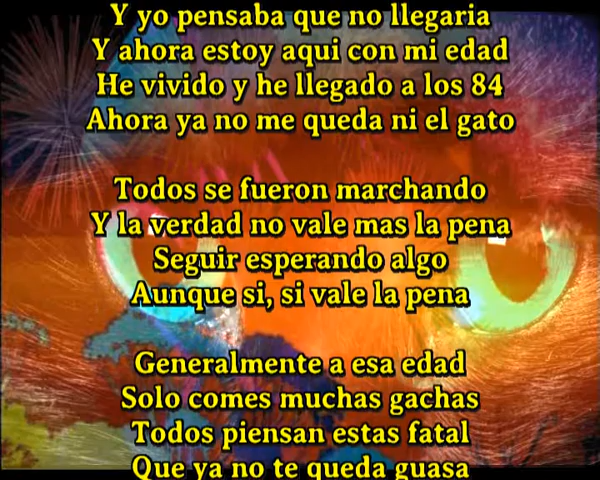 Y yo pensaba que no llegaria
Y ahora estoy aqui con mi edad
He vivido y he llegado a los 84
Ahora ya no me queda ni el gato
Todos se fueron marchando
Y la verdad no vale mas la pena
Seguir esperando algo
Aunque si, si vale la pena
Generalmente a esa edad
Solo comes muchas gachas
Todos piensan estas fatal
Que ya no te queda guasa